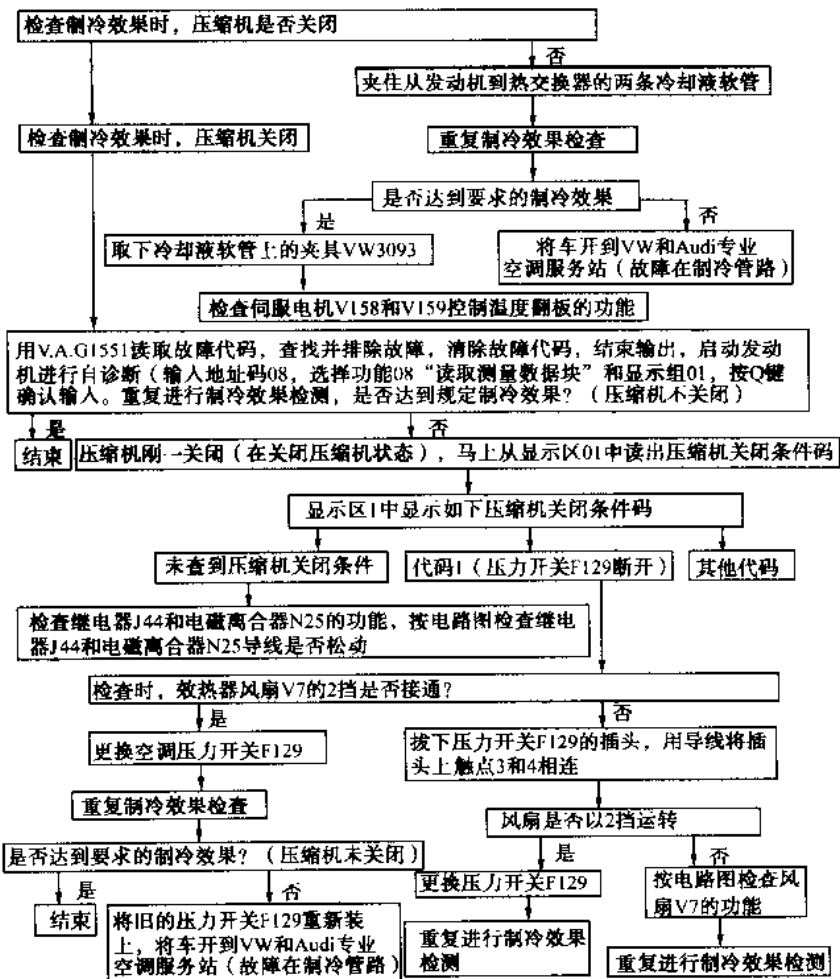 检查制冷效果时，压缩机是否关闭
否
夹住从发动机到热交换器的两条冷却液软管
检查制冷效果时，压缩机关闭
重复制冷效果检查
是否达到要求的制冷效果
是
否
取下冷却液软管上的夹具VW3093
将车开到VW和Audi专业
空调服务站（故障在制冷管路）
检查伺服电机V158和V159控制温度翻板的功能
用V.A.G1551读取故障代码，查找并排除故障，清除故障代码，结束输出，启动发动
机进行自诊断（输入地址码08，选择功能08“读取测量数据块”和显示组01，按Q键
确认输入。重复进行制冷效果检测，是否达到规定制冷效果？（压缩机不关闭）
是
否
结束
压缩机刚一关闭（在关闭压缩机状态），马上从显示区01中读出压缩机关闭条件码
显示区1中显示如下压缩机关闭条件码
未查到压缩机关闭条件
代码1（压力开关F129断开）
其他代码
检查继电器J44和电磁离合器N25的功能，按电路图检查继电
器J44和电磁离合器N25导线是否松动
检查时，效热器风扇V7的2挡是否接通？
是
否
更换空调压力开关F129
拔下压力开关F129的插头，用导线将插
头上触点3和4相连
重复制冷效果检查
风扇是否以2挡运转
是否达到要求的制冷效果？（压缩机未关闭）
是
否
更换压力开关F129
按电路图检查风
扇V7的功能
是
否
结束
将旧的压力开关F129重新装
上，将车开到VW和Audi专业
空调服务站（故障在制冷管路）
重复进行制冷效果
检测
重复进行制冷效果检测